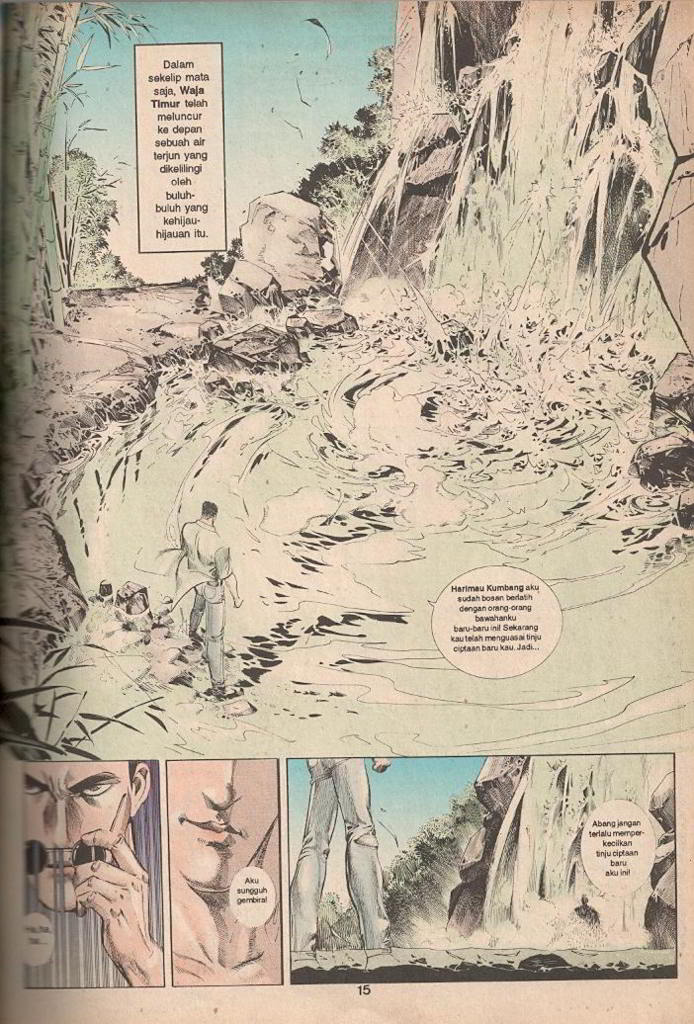 Dalam
sekelip mata
saja, Waja
Timur telah
meluncur
ke depan
sebuah air
terjun yang
dikelilingi
oleh
buluh-
buluh yang
kehijau-
hijauan itu.
Harimau Kumbang aku
sudah bosan berlatih
dengan orang-orang
bawahanku
baru-baru ini! Sekarang
kau telah menguasai tinju
ciptaan baru kau. Jadi...
Ha, ha,
ha...
Aku
sungguh
gembira!
Abang jangan
terlalu memper-
kecilkan
tinju ciptaan
baru
aku ini!
15